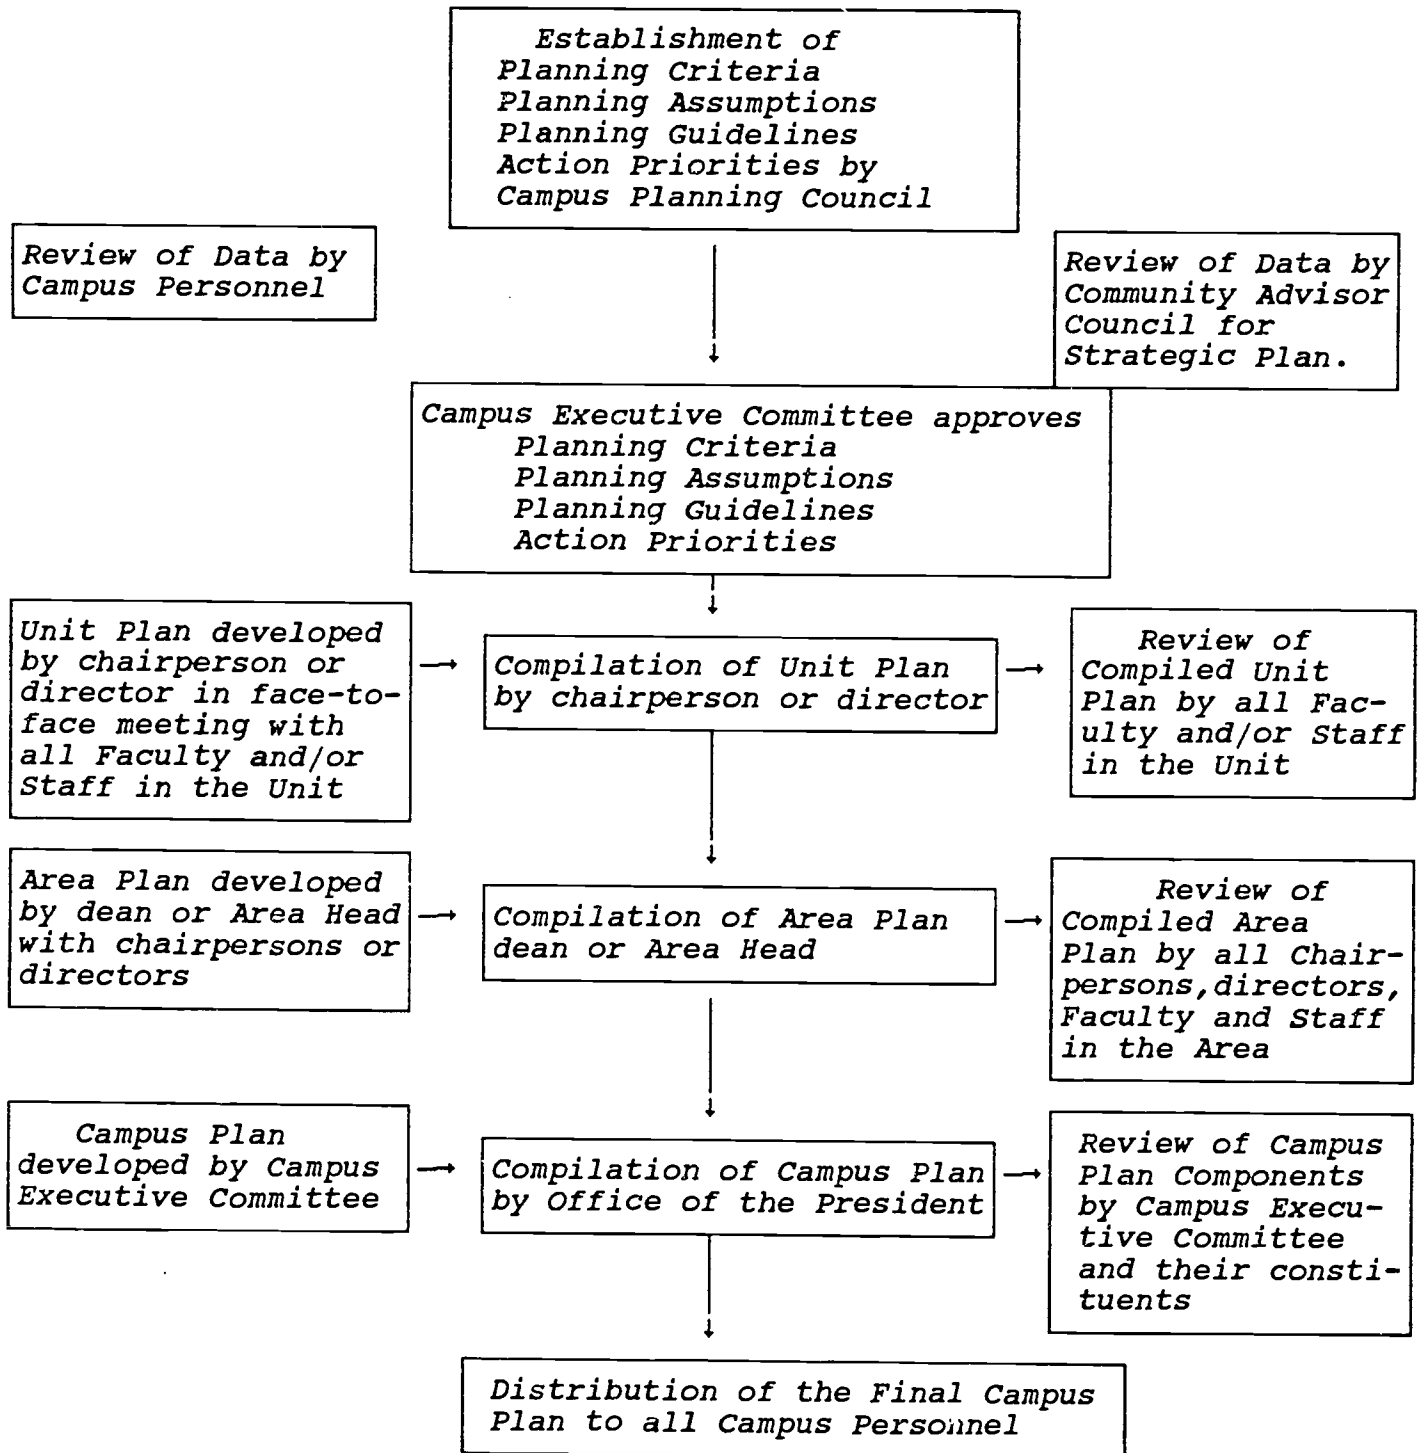 Establishment of
Planning Criteria
Planning Assumptions
Planning Guidelines
Action Priorities by
Campus Planning Council
Review of Data by
Campus Personnel
Review of Data by
Community Advisor
Council for
Strategic Plan.
Campus Executive Committee approves
Planning Criteria
Planning Assumptions
Planning Guidelines
Action Priorities
Unit Plan developed
by chairperson or
director in face-to-
face meeting with
all Faculty and/or
Staff in the Unit
Compilation of Unit Plan
by chairperson or director
Review of
Compiled Unit
Plan by all Fac-
ulty and/or Staff
in the Unit
Area Plan developed
by dean or Area Head
with chairpersons or
directors
Compilation of Area Plan
dean or Area Head
Review of
Compiled Area
Plan by all Chair-
persons,directors,
Faculty and Staff
in the Area
Campus Plan
developed by Campus
Executive Committee
Compilation of Campus Plan
by Office of the President
Review of Campus
Plan Components
by Campus Execu-
tive Committee
and their consti-
tuents
Distribution of the Final Campus
Plan to all Campus Personnel